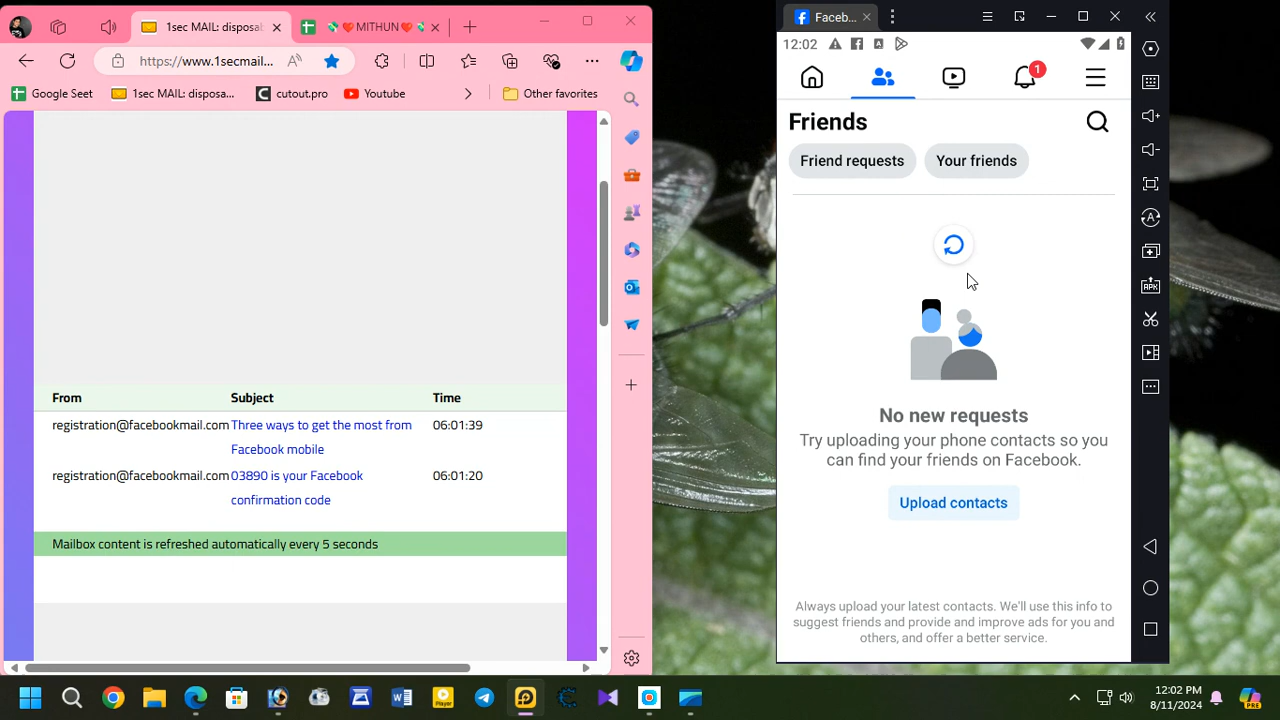 1sec MAIL: disposa
💸❤️MITHUN❤️💸
https://www.1secmail...
Google Seet
1sec MAIL: disposa...
cutout.pro
Youtube
Other favorites
From Subject Time
registration@facebookmail.com Three ways to get the most from 06:01:39
Facebook mobile
registration@facebookmail.com 03890 is your Facebook 06:01:20
confirmation code
Mailbox content is refreshed automatically every 5 seconds
Faceb...
12:02
1
Friends
Friend requests
Your friends
No new requests
Try uploading your phone contacts so you
can find your friends on Facebook.
Upload contacts
Always upload your latest contacts. We'll use this info to
suggest friends and provide and improve ads for you and
others, and offer a better service.
APK
Player
12:02 PM
8/11/2024
PRE